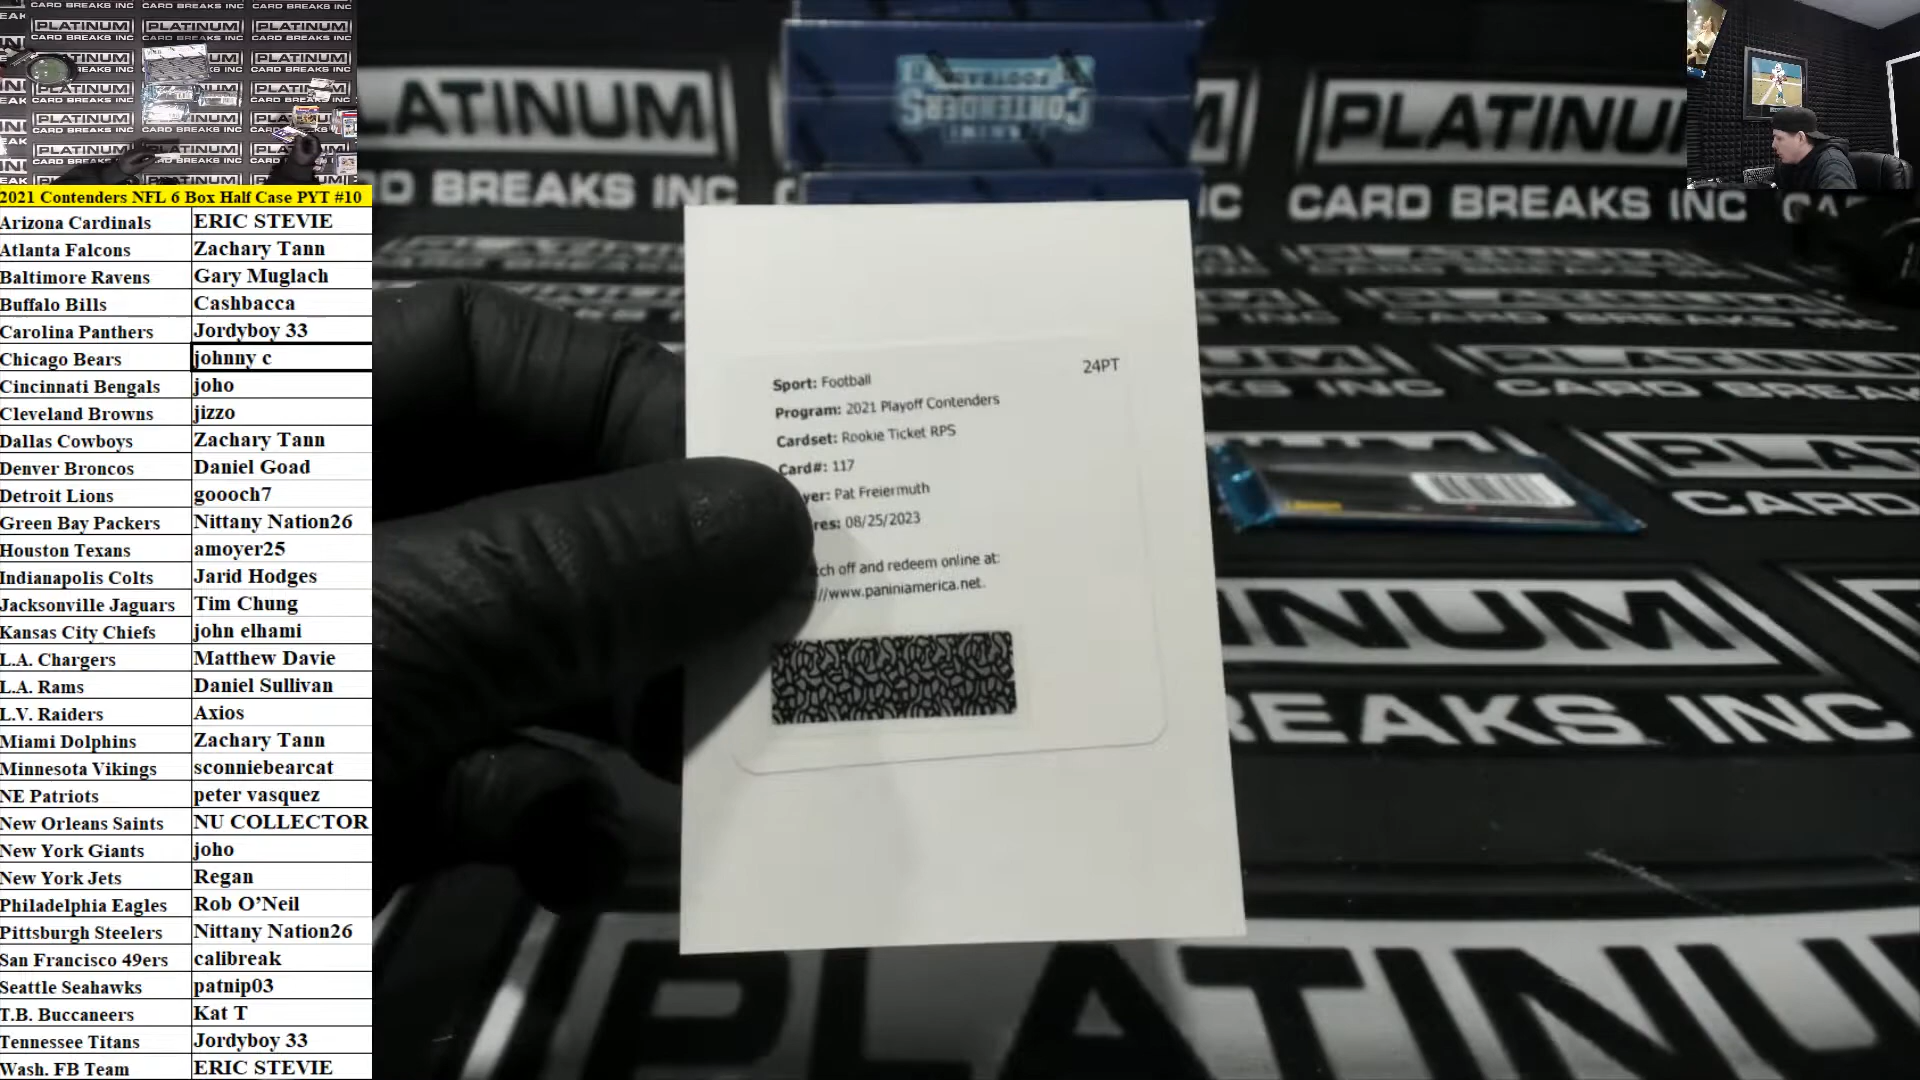 2021 Contenders NFL 6 Box Half Case PYT #10
Arizona Cardinals ERIC STEVIE
Atlanta Falcons Zachary Tann
Baltimore Ravens Gary Muglach
Buffalo Bills Cashbacca
Carolina Panthers Jordyboy 33
Chicago Bears johnny c
Cincinnati Bengals joho
Cleveland Browns jizzo
Dallas Cowboys Zachary Tann
Denver Broncos Daniel Goad
Detroit Lions goooch7
Green Bay Packers Nittany Nation26
Houston Texans amoyer25
Indianapolis Colts Jarid Hodges
Jacksonville Jaguars Tim Chung
Kansas City Chiefs john elhami
L.A. Chargers Matthew Davie
L.A. Rams Daniel Sullivan
L.V. Raiders Axios
Miami Dolphins Zachary Tann
Minnesota Vikings sconniebearcat
NE Patriots peter vasquez
New Orleans Saints NU COLLECTOR
New York Giants joho
New York Jets Regan
Philadelphia Eagles Rob O’Neil
Pittsburgh Steelers Nittany Nation26
San Francisco 49ers calibreak
Seattle Seahawks patnip03
T.B. Buccaneers Kat T
Tennessee Titans Jordyboy 33
Wash. FB Team ERIC STEVIE
24PT
Sport: Football
Program: 2021 Playoff Contenders
Cardset: Rookie Ticket RPS
Card#: 117
yer: Pat Freiermuth
res: 08/25/2023
tch off and redeem online at:
://www.paniniamerica.net.
PANINI
CONTENDERS
FOOTBALL
PLATINUM
CARD BREAKS INC